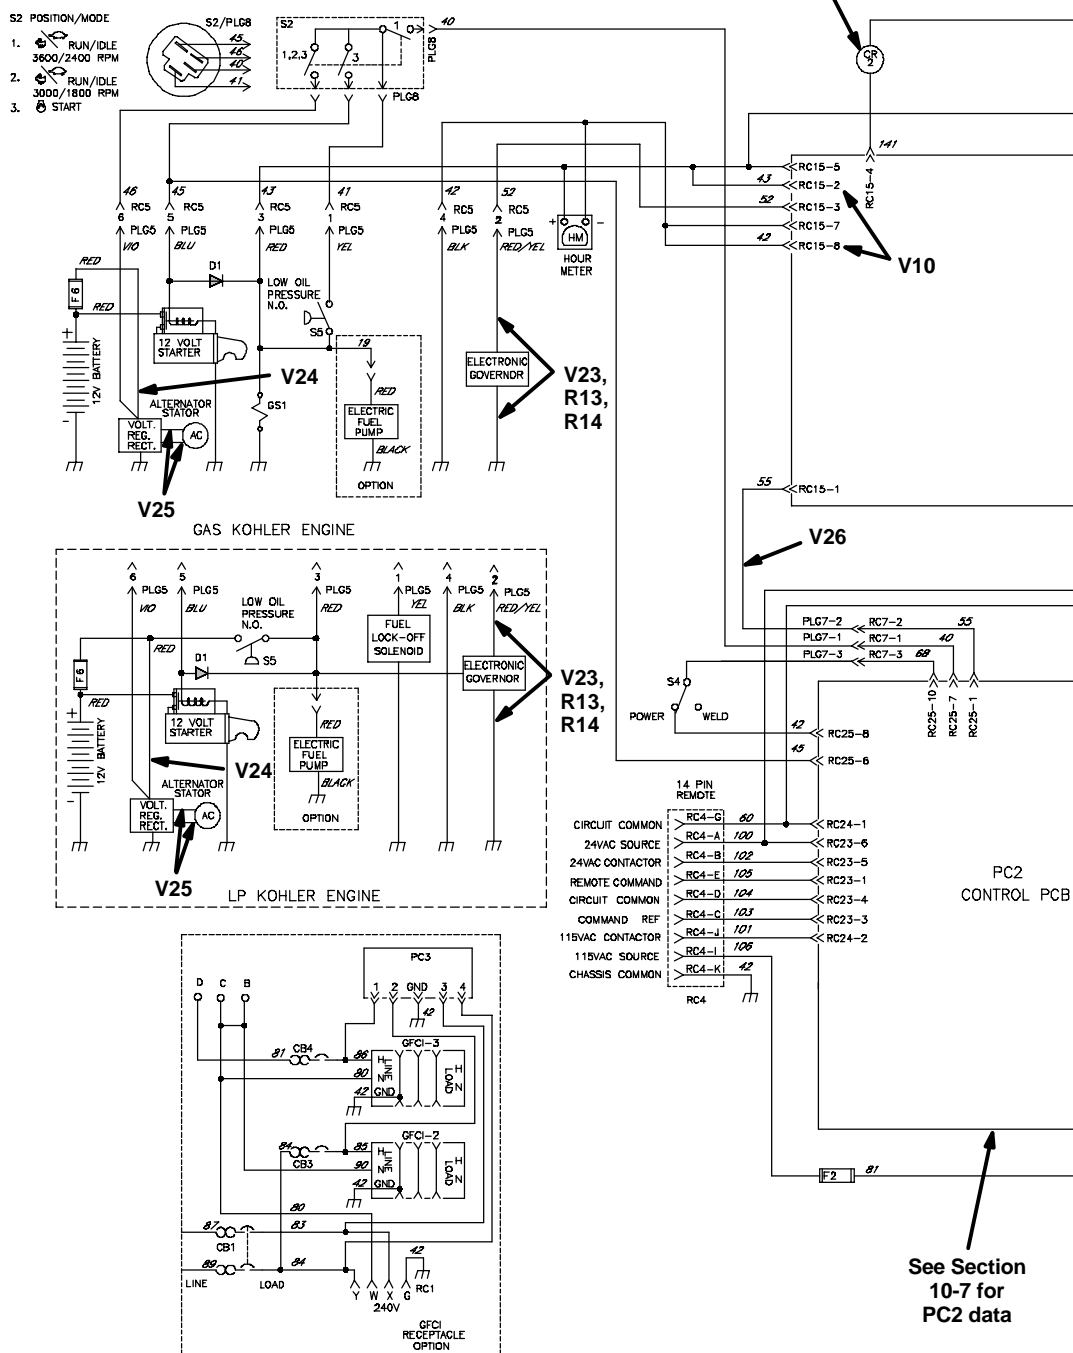 S2 POSITION/MODE
1. RUN/IDLE
3600/2400 RPM
2. RUN/IDLE
3000/1800 RPM
3. START
S2/PLG8
45
46
40
41
S2
1
1,2,3
3
40
PLG8
PLG8
CR
2
141
RC15-4
RC15-5
43
RC15-2
52
RC15-3
RC15-7
42
RC15-8
V10
46
45
43
41
42
52
RC5
RC5
RC5
RC5
RC5
6
5
3
1
4
2
PLG5
PLG5
PLG5
PLG5
PLG5
VIO
BLU
RED
YEL
BLK
RED/YEL
+
-
HM
HOUR
METER
RED
F6
RED
D1
LOW OIL
PRESSURE
N.O.
S5
+
12V BATTERY
-
12 VOLT
STARTER
V24
ALTERNATOR
STATOR
VOLT.
REG.
RECT.
AC
V25
GS1
19
RED
ELECTRIC
FUEL
PUMP
BLACK
OPTION
ELECTRONIC
GOVERNOR
V23,
R13,
R14
55
RC15-1
V26
GAS KOHLER ENGINE
6
5
3
1
4
2
PLG5
PLG5
PLG5
PLG5
PLG5
VIO
BLU
RED
YEL
BLK
RED/YEL
LOW OIL
PRESSURE
N.O.
RED
S5
F6
RED
D1
FUEL
LOCK-OFF
SOLENOID
ELECTRONIC
GOVERNOR
V23,
R13,
R14
+
12V BATTERY
-
12 VOLT
STARTER
V24
ALTERNATOR
STATOR
VOLT.
REG.
RECT.
AC
V25
RED
ELECTRIC
FUEL
PUMP
BLACK
OPTION
LP KOHLER ENGINE
PLG7-2
RC7-2
55
PLG7-1
RC7-1
40
PLG7-3
RC7-3
68
RC25-10
RC25-7
RC25-1
S4
POWER
WELD
42
RC25-8
45
RC25-6
14 PIN
REMOTE
CIRCUIT COMMON RC4-G 60 RC24-1
24VAC SOURCE RC4-A 100 RC23-6
24VAC CONTACTOR RC4-B 102 RC23-5
REMOTE COMMAND RC4-E 105 RC23-1
CIRCUIT COMMON RC4-D 104 RC23-4
COMMAND REF RC4-C 103 RC23-3
115VAC CONTACTOR RC4-J 101 RC24-2
115VAC SOURCE RC4-I 106
CHASSIS COMMON RC4-K 42
RC4
PC2
CONTROL PCB
F2
81
See Section
10-7 for
PC2 data
PC3
D C B
1 2 GND 3 4
42
81
CB4
GFCI-3
86
H
80
N
LINE
42
GND
H
LOAD
N
84
CB3
GFCI-2
85
H
90
N
LINE
42
GND
H
LOAD
N
80
87
CB1
83
89
84
LINE
LOAD
42
RC1
Y W X G
240V
GFCI
RECEPTACLE
OPTION